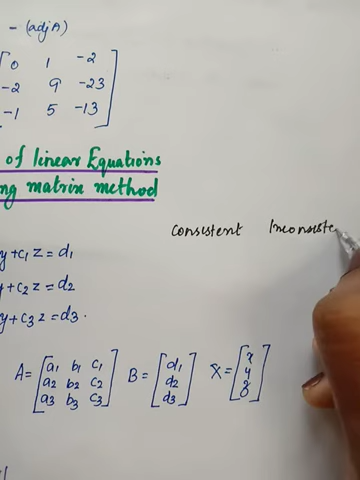 - (adj A)
0 1 -2
-2 9 -23
-1 5 -13
of linear Equations
ng matrix method
Consistent Inconsiste
y + c₁ z = d₁
+ c₂ z = d₂
y + c₃ z = d₃.
A = [a₁ b₁ c₁ B = [d₁ X = [x
a₂ b₂ c₂ d₂ y
a₃ b₃ c₃] d₃] z]